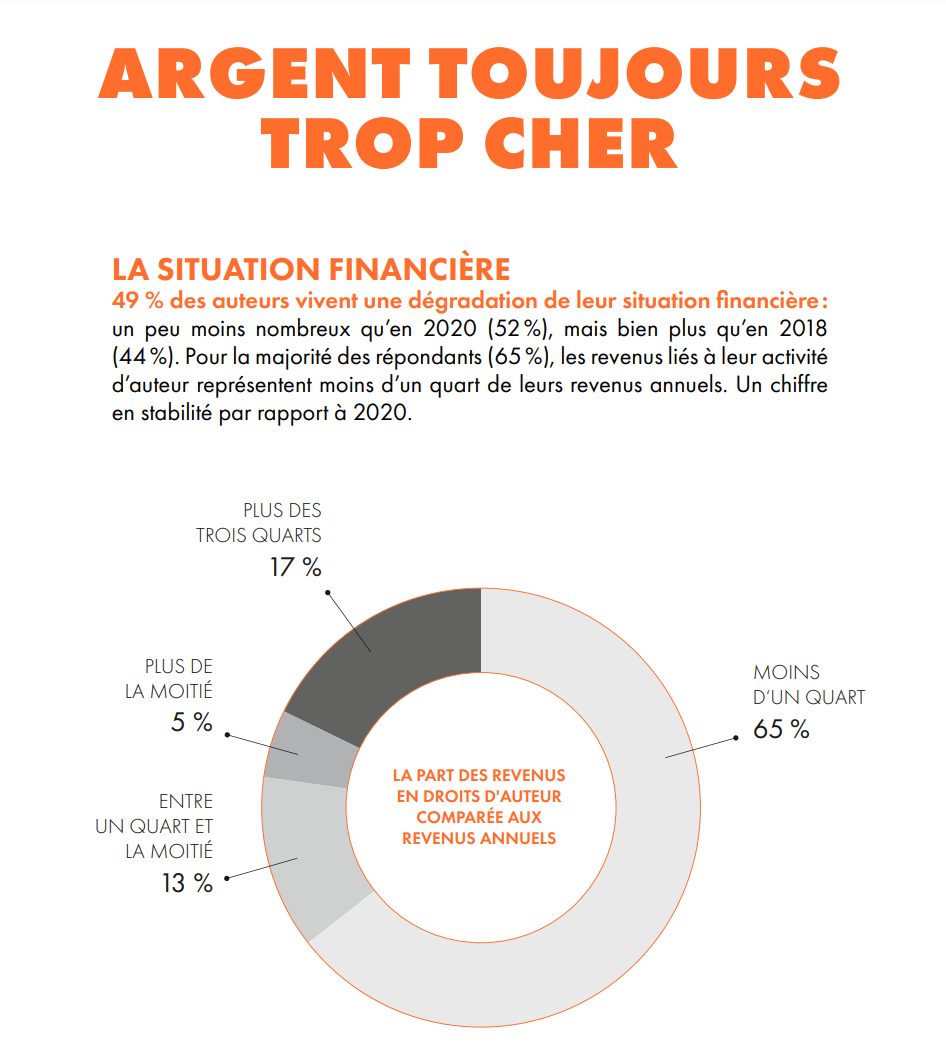 ARGENT TOUJOURS
TROP CHER
LA SITUATION FINANCIÈRE
49 % des auteurs vivent une dégradation de leur situation financière :
un peu moins nombreux qu’en 2020 (52 %), mais bien plus qu’en 2018
(44 %). Pour la majorité des répondants (65 %), les revenus liés à leur activité
d’auteur représentent moins d’un quart de leurs revenus annuels. Un chiffre
en stabilité par rapport à 2020.
PLUS DES
TROIS QUARTS
17 %
PLUS DE
LA MOITIÉ
5 %
ENTRE
UN QUART ET
LA MOITIÉ
13 %
MOINS
D‘UN QUART
65 %
LA PART DES REVENUS
EN DROITS D'AUTEUR
COMPARÉE AUX
REVENUS ANNUELS